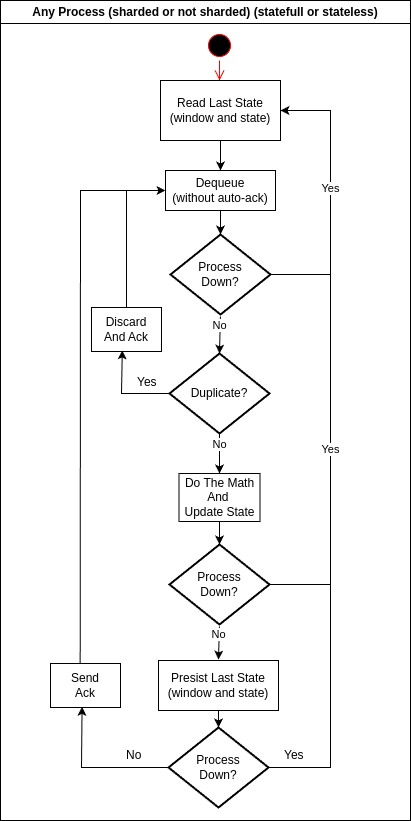 Any Process (sharded or not sharded) (statefull or stateless)
Read Last State
(window and state)
Yes
Dequeue
(without auto-ack)
Process
Down?
No
Discard
And Ack
Yes
Duplicate?
No
Yes
Do The Math
And
Update State
Process
Down?
No
Send
Ack
Presist Last State
(window and state)
No
Process
Down?
Yes